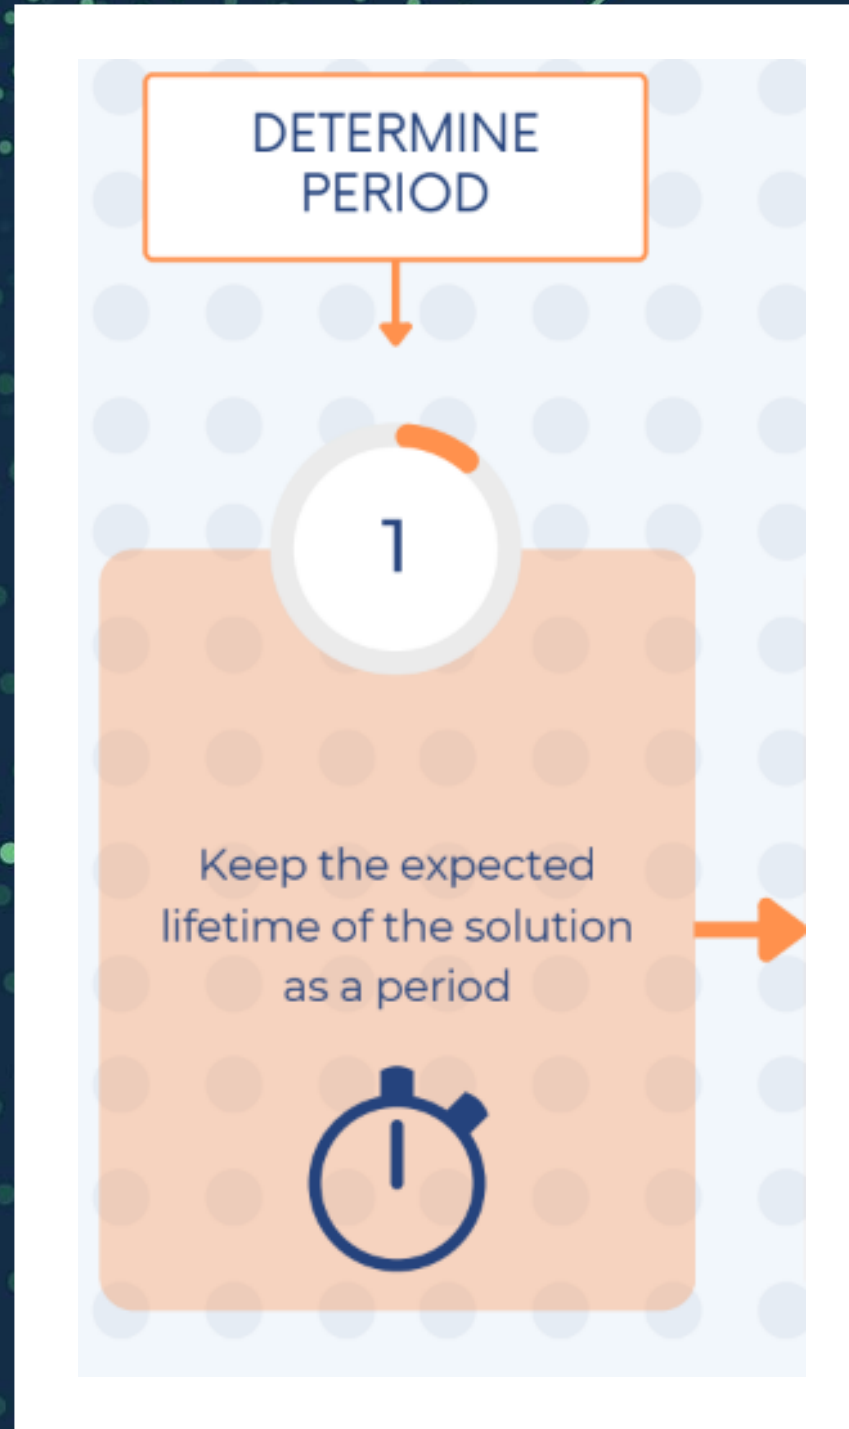 DETERMINE
PERIOD
1
Keep the expected
lifetime of the solution
as a period